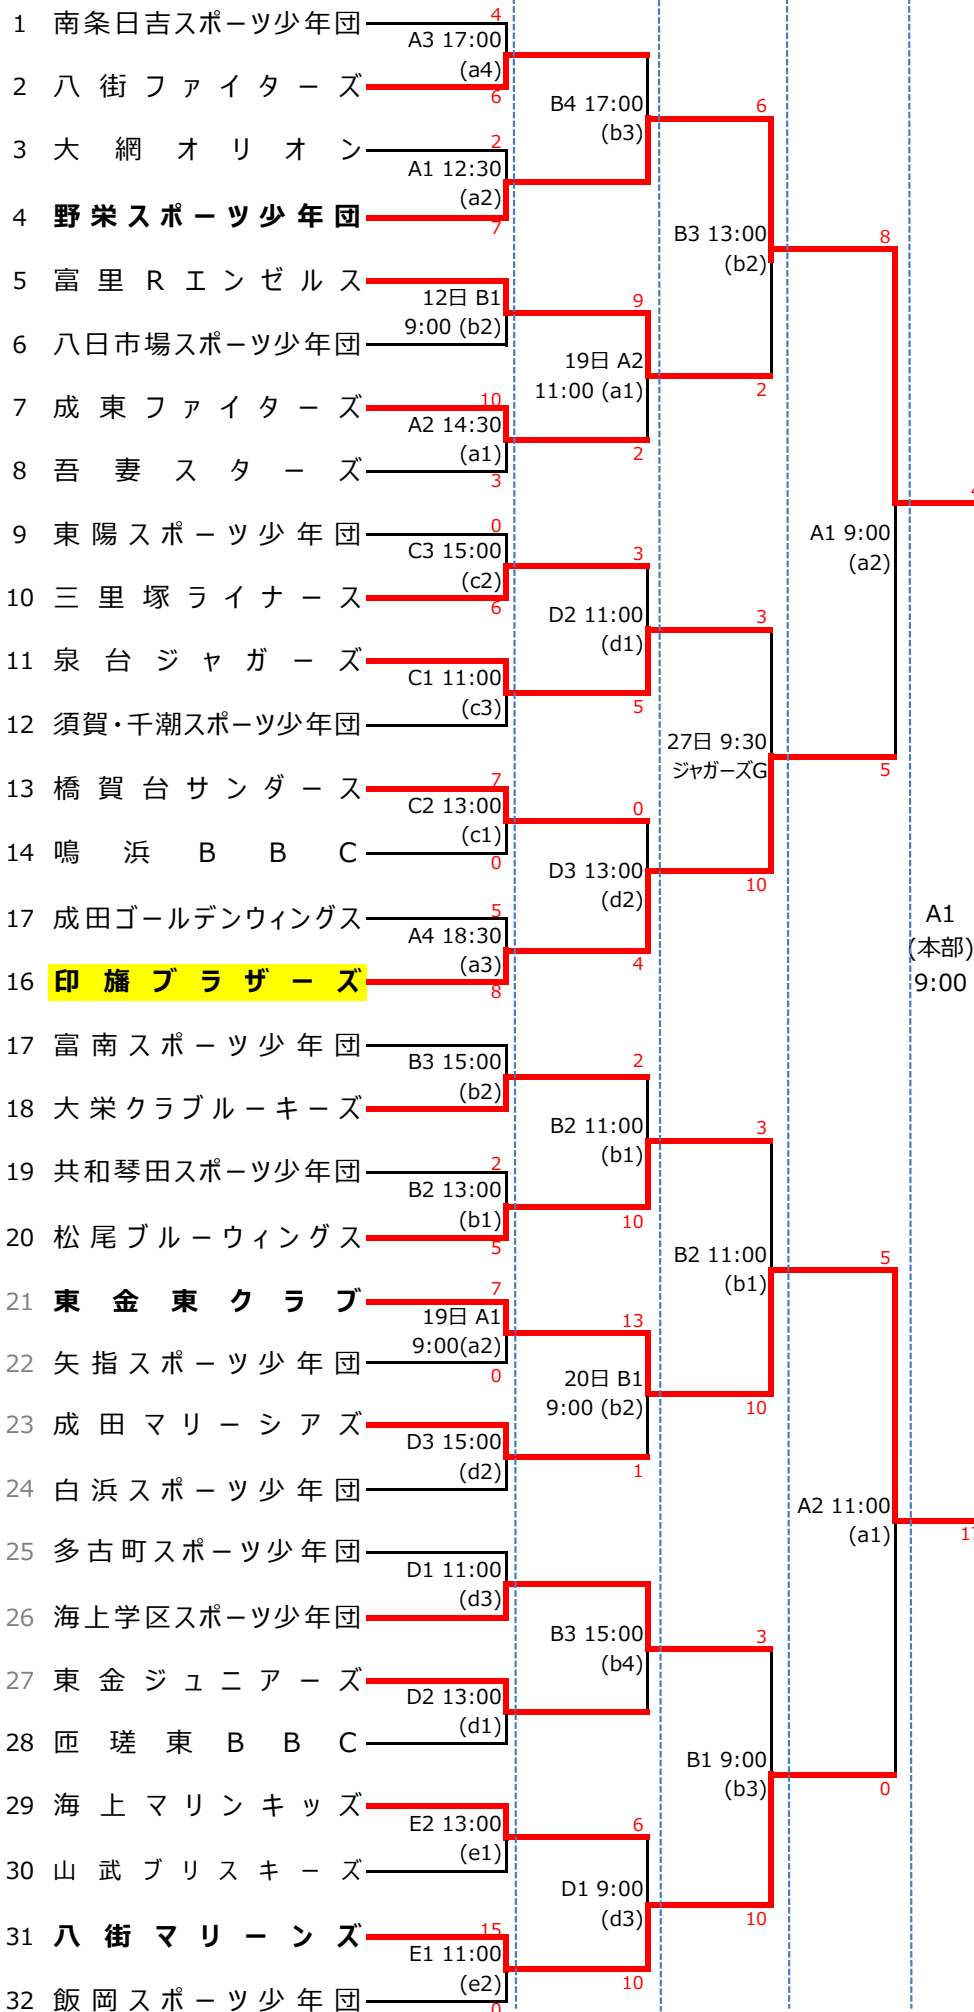 1 南条日吉スポーツ少年団 4
A3 17:00
(a4)
2 八街ファイターズ 6
B4 17:00 6
(b3)
3 大網オリオン 2
A1 12:30
(a2)
4 野栄スポーツ少年団 7
B3 13:00 8
(b2)
5 富里Rエンゼルス
12日 B1 9
9:00 (b2)
6 八日市場スポーツ少年団
19日 A2
11:00 (a1) 2
7 成東ファイターズ 10
A2 14:30
(a1) 2
8 吾妻スターズ 3
4
9 東陽スポーツ少年団 0
A1 9:00
(a2)
C3 15:00 3
(c2)
10 三里塚ライナーズ 6
D2 11:00 3
(d1)
11 泉台ジャガーズ
C1 11:00
(c3) 5
12 須賀・千潮スポーツ少年団
27日 9:30
ジャガーズG 5
13 橋賀台サンダース 7
C2 13:00 0
(c1)
14 鳴浜BBC 0
D3 13:00 10
(d2)
17 成田ゴールデンウィングス 5
A1
(本部)
9:00
A4 18:30
(a3) 4
16 印旛ブラザーズ 8
17 富南スポーツ少年団
B3 15:00 2
(b2)
18 大栄クラブルーキーズ
B2 11:00 3
(b1)
19 共和琴田スポーツ少年団 2
B2 13:00
(b1) 10
20 松尾ブルーウィングス 5
B2 11:00 5
(b1)
21 東金東クラブ 7
19日 A1 13
9:00(a2)
22 矢指スポーツ少年団 0
20日 B1
9:00 (b2) 10
23 成田マリーシアズ
D3 15:00
(d2) 1
24 白浜スポーツ少年団
A2 11:00
(a1) 17
25 多古町スポーツ少年団
D1 11:00
(d3)
26 海上学区スポーツ少年団
B3 15:00 3
(b4)
27 東金ジュニアーズ
D2 13:00
(d1)
28 匝瑳東BBC
B1 9:00
(b3) 0
29 海上マリンキッズ
E2 13:00 6
(e1)
30 山武ブリスキーズ
D1 9:00
(d3) 10
31 八街マリーンズ 15
E1 11:00
(e2) 10
32 飯岡スポーツ少年団 0